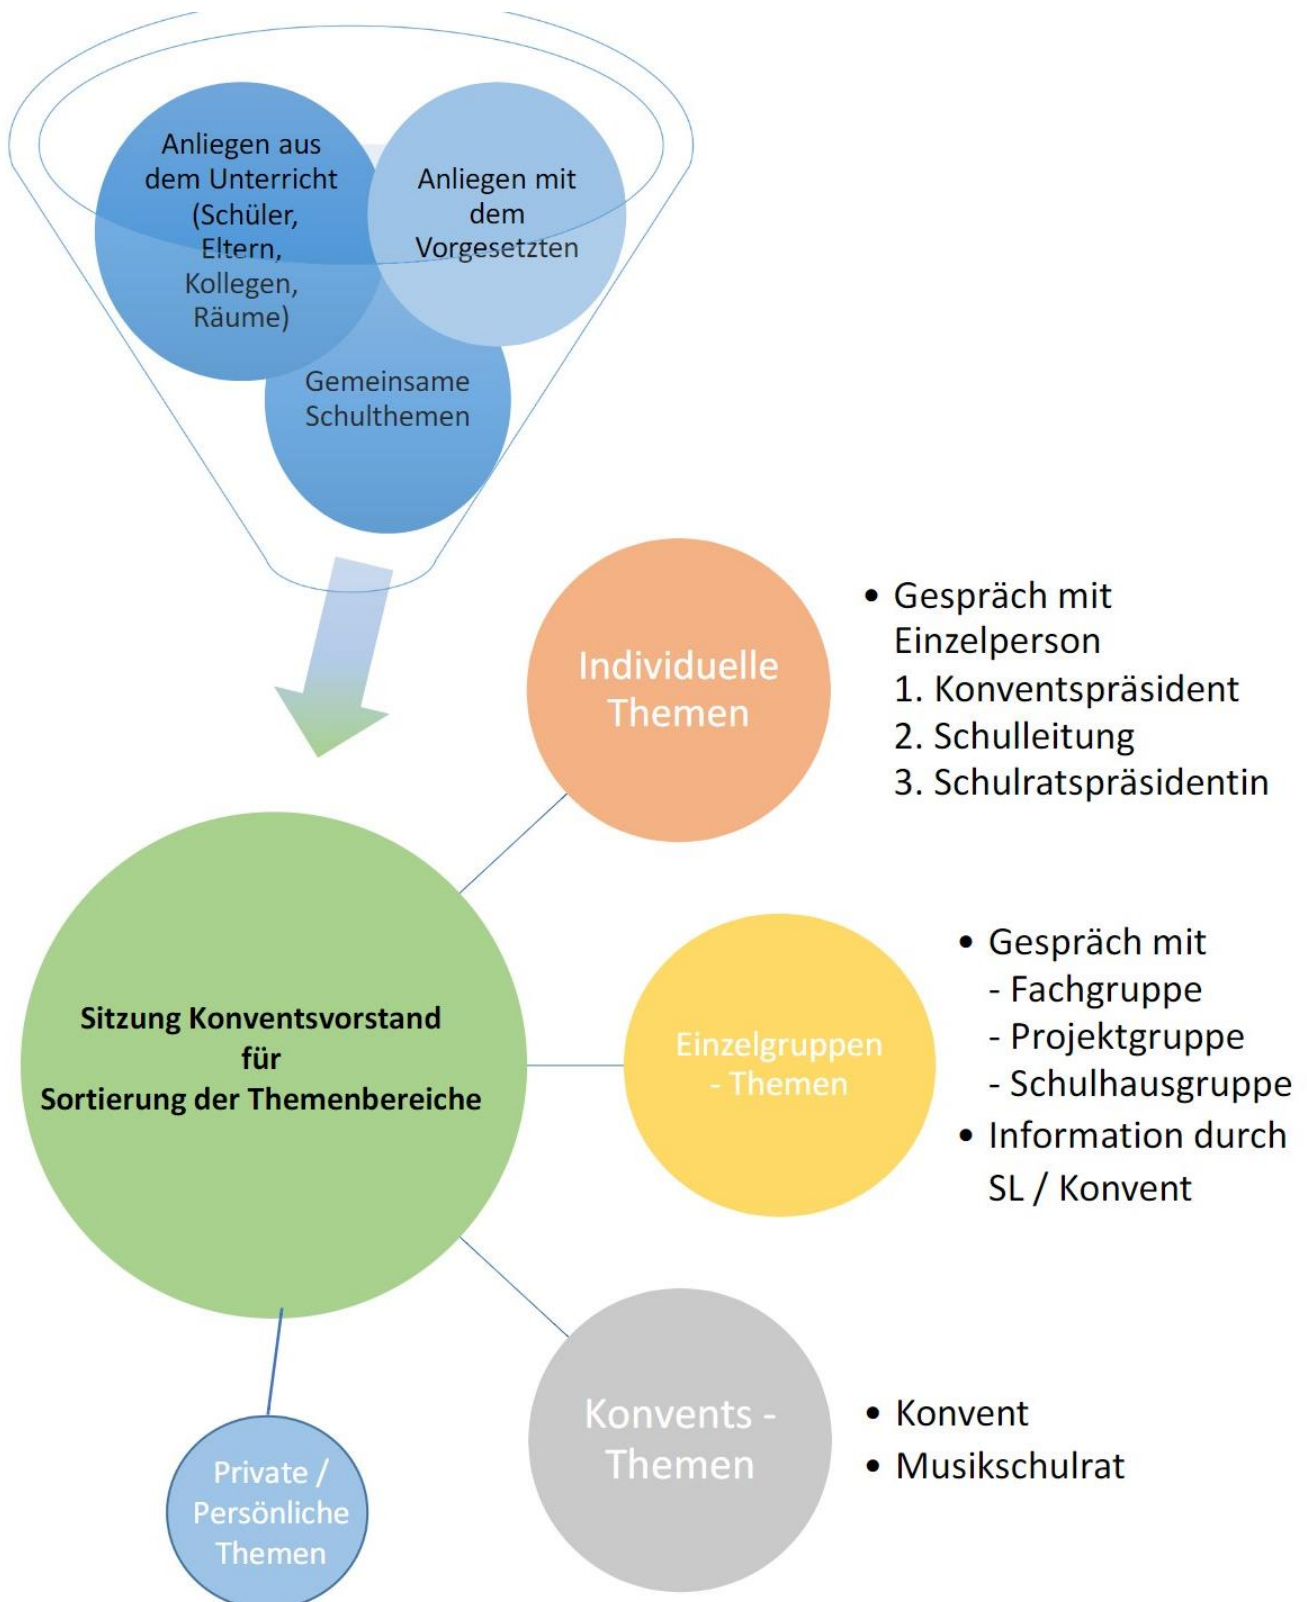 Anliegen aus
dem Unterricht
(Schüler,
Eltern,
Kollegen,
Räume)
Anliegen mit
dem
Vorgesetzten
Gemeinsame
Schulthemen
Individuelle
Themen
• Gespräch mit
Einzelperson
1. Konventspräsident
2. Schulleitung
3. Schulratspräsidentin
Sitzung Konventsvorstand
für
Sortierung der Themenbereiche
Einzelgruppen
- Themen
• Gespräch mit
- Fachgruppe
- Projektgruppe
- Schulhausgruppe
• Information durch
SL / Konvent
Konvents -
Themen
• Konvent
• Musikschulrat
Private /
Persönliche
Themen